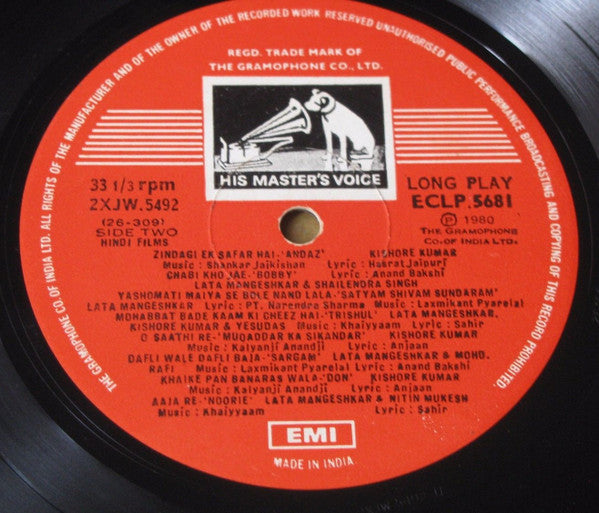 THE GRAMOPHONE CO. OF INDIA LTD. ALL RIGHTS OF THE MANUFACTURER AND OF THE OWNER OF THE RECORDED WORK RESERVED UNAUTHORISED PUBLIC PERFORMANCE BROADCASTING AND COPYING OF THIS RECORD PROHIBITED
REGD. TRADE MARK OF
THE GRAMOPHONE CO., LTD.
HIS MASTER'S VOICE
33 1/3 rpm
2XJW.5492
(26-309)
SIDE TWO
HINDI FILMS
LONG PLAY
ECLP.5681
Ⓟ 1980
THE GRAMOPHONE
CO. OF INDIA LTD.
ZINDAGI EK SAFAR HAI-'ANDAZ' KISHORE KUMAR
Music : Shankar Jaikishan Lyric : Hasrat Jaipuri
CHABI KHO JAE-'BOBBY' Lyric : Anand Bakshi
LATA MANGESHKAR & SHAILENDRA SINGH
YASHOMATI MAIYA SE BOLE NAND LALA-'SATYAM SHIVAM SUNDARAM'
LATA MANGESHKAR Lyric : PT. Narendra Sharma Music : Laxmikant Pyarelal
MOHABBAT BADE KAAM KI CHEEZ HAI-'TRISHUL' LATA MANGESHKAR.
KISHORE KUMAR & YESUDAS Music : Khaiyyaam Lyric : Sahir
O SAATHI RE-'MUQADDAR KA SIKANDAR' KISHORE KUMAR
Music : Kalyanji Anandji Lyric : Anjaan
DAFLI WALE DAFLI BAJA-'SARGAM' LATA MANGESHKAR & MOHD.
RAFI Music : Laxmikant Pyarelal Lyric : Anand Bakshi
KHAIKE PAN BANARAS WALA-'DON' KISHORE KUMAR
Music : Kalyanji Anandji Lyric : Anjaan
AAJA RE-'NOORIE' LATA MANGESHKAR & NITIN MUKESH
Music : Khaiyyaam Lyric : Sahir
EMI
MADE IN INDIA